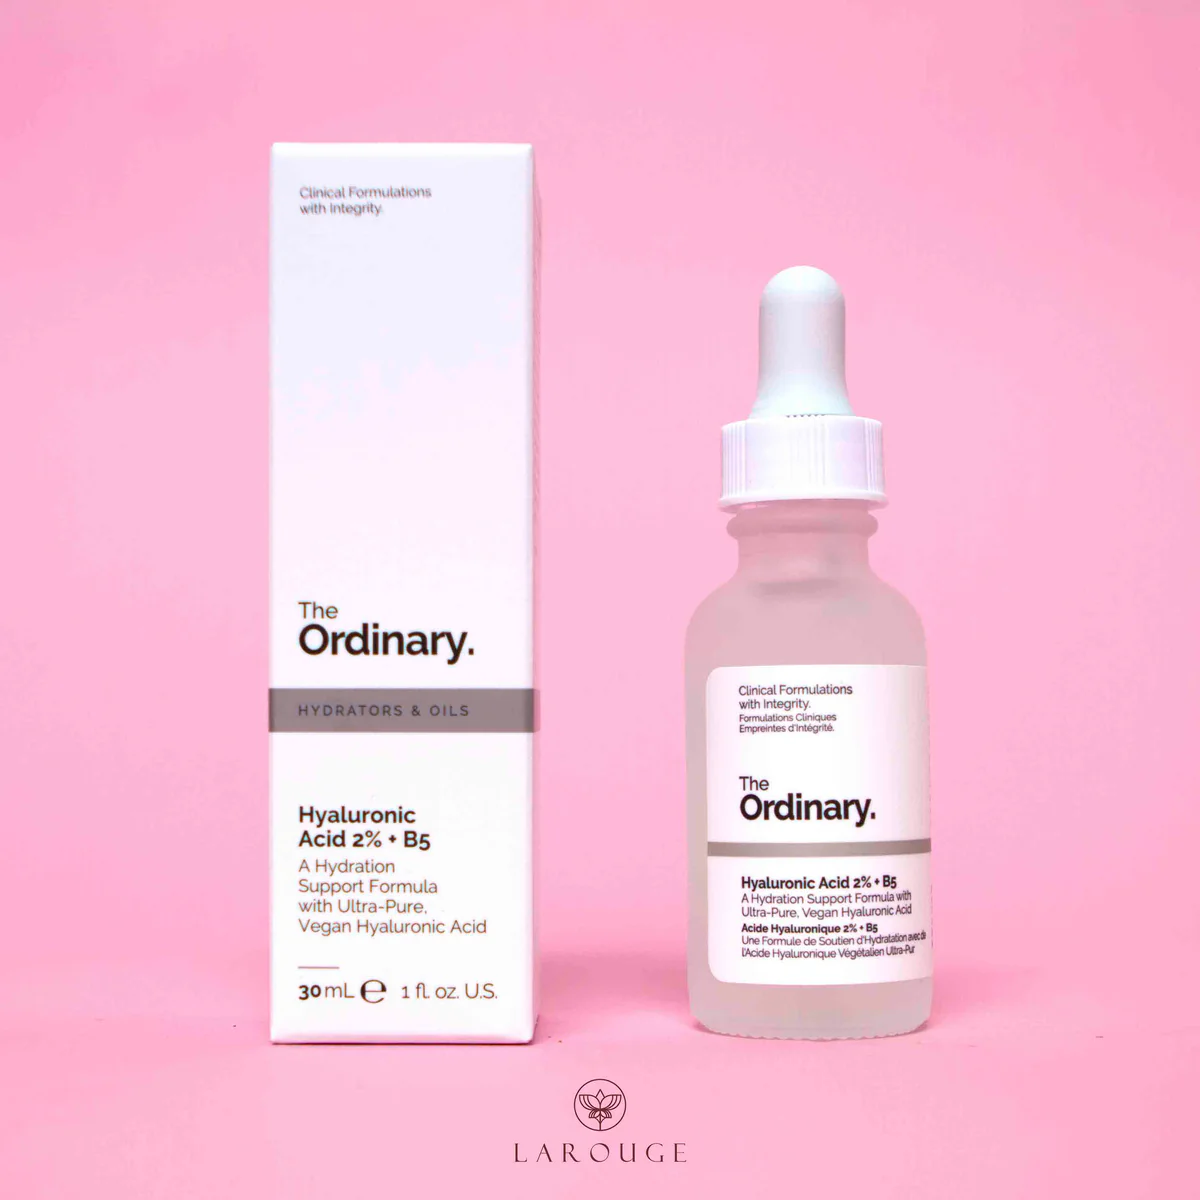 Clinical Formulations
with Integrity.
The
Ordinary.
HYDRATORS & OILS
Hyaluronic
Acid 2% + B5
A Hydration
Support Formula
with Ultra-Pure,
Vegan Hyaluronic Acid
30 mL ℮ 1 fl. oz. U.S.
Clinical Formulations
with Integrity.
Formulations Cliniques
Empreintes d'Intégrité.
The
Ordinary.
Hyaluronic Acid 2% + B5
A Hydration Support Formula with
Ultra-Pure, Vegan Hyaluronic Acid
Acide Hyaluronique 2% + B5
Une Formule de Soutien d'Hydratation avec de
l'Acide Hyaluronique Végétalien Ultra-Pur
LAROUGE